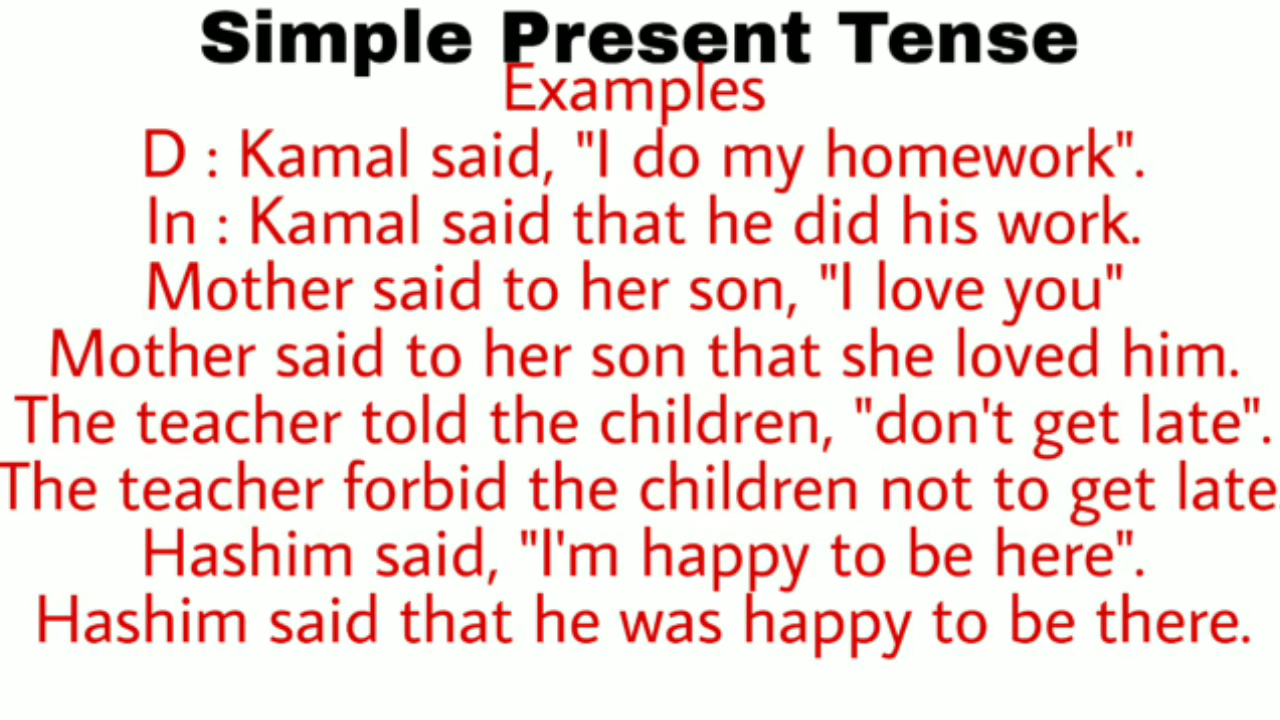 Simple Present Tense
Examples
D : Kamal said, "I do my homework".
In : Kamal said that he did his work.
Mother said to her son, "I love you"
Mother said to her son that she loved him.
The teacher told the children, "don't get late".
The teacher forbid the children not to get late.
Hashim said, "I'm happy to be here".
Hashim said that he was happy to be there.